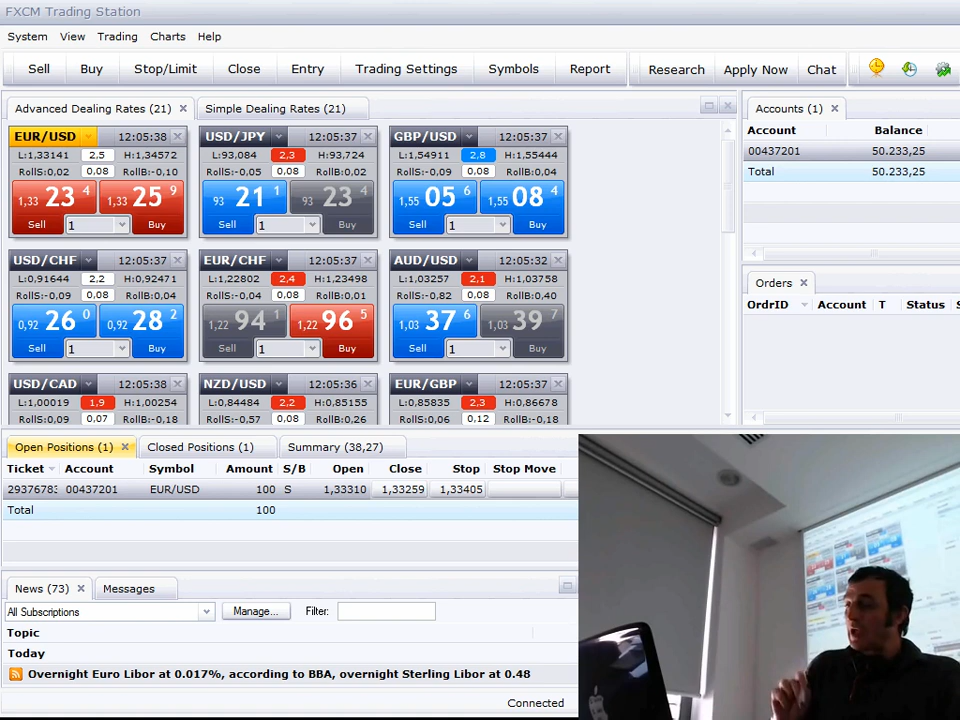 FXCM Trading Station
System View Trading Charts Help
Sell Buy Stop/Limit Close Entry Trading Settings Symbols Report Research Apply Now Chat
Advanced Dealing Rates (21) Simple Dealing Rates (21)
EUR/USD 12:05:38
L:1,33141 2,5 H:1,34572
RollS:0,02 0,08 RollB:-0,10
1,33 23 4 1,33 25 9
Sell 1 Buy
USD/JPY 12:05:37
L:93,084 2,3 H:93,724
RollS:-0,05 0,08 RollB:0,02
93 21 1 93 23 4
Sell 1 Buy
GBP/USD 12:05:37
L:1,54911 2,8 H:1,55444
RollS:-0,09 0,08 RollB:0,04
1,55 05 6 1,55 08 4
Sell 1 Buy
USD/CHF 12:05:37
L:0,91644 2,2 H:0,92471
RollS:-0,09 0,08 RollB:0,04
0,92 26 0 0,92 28 2
Sell 1 Buy
EUR/CHF 12:05:37
L:1,22802 2,4 H:1,23498
RollS:-0,04 0,08 RollB:0,01
1,22 94 1 1,22 96 5
Sell 1 Buy
AUD/USD 12:05:32
L:1,03257 2,1 H:1,03758
RollS:-0,82 0,08 RollB:0,40
1,03 37 6 1,03 39 7
Sell 1 Buy
USD/CAD 12:05:38
L:1,00019 1,9 H:1,00254
RollS:0,09 0,07 RollB:-0,18
NZD/USD 12:05:36
L:0,84484 2,2 H:0,85155
RollS:-0,57 0,08 RollB:0,26
EUR/GBP 12:05:37
L:0,85835 2,3 H:0,86678
RollS:0,06 0,12 RollB:-0,18
Accounts (1)
Account Balance
00437201 50.233,25
Total 50.233,25
Orders
OrdrID Account T Status S
Open Positions (1) Closed Positions (1) Summary (38,27)
Ticket Account Symbol Amount S/B Open Close Stop Stop Move
2937678 00437201 EUR/USD 100 S 1,33310 1,33259 1,33405
Total 100
News (73) Messages
All Subscriptions Manage... Filter:
Topic
Today
Overnight Euro Libor at 0.017%, according to BBA, overnight Sterling Libor at 0.48
Connected